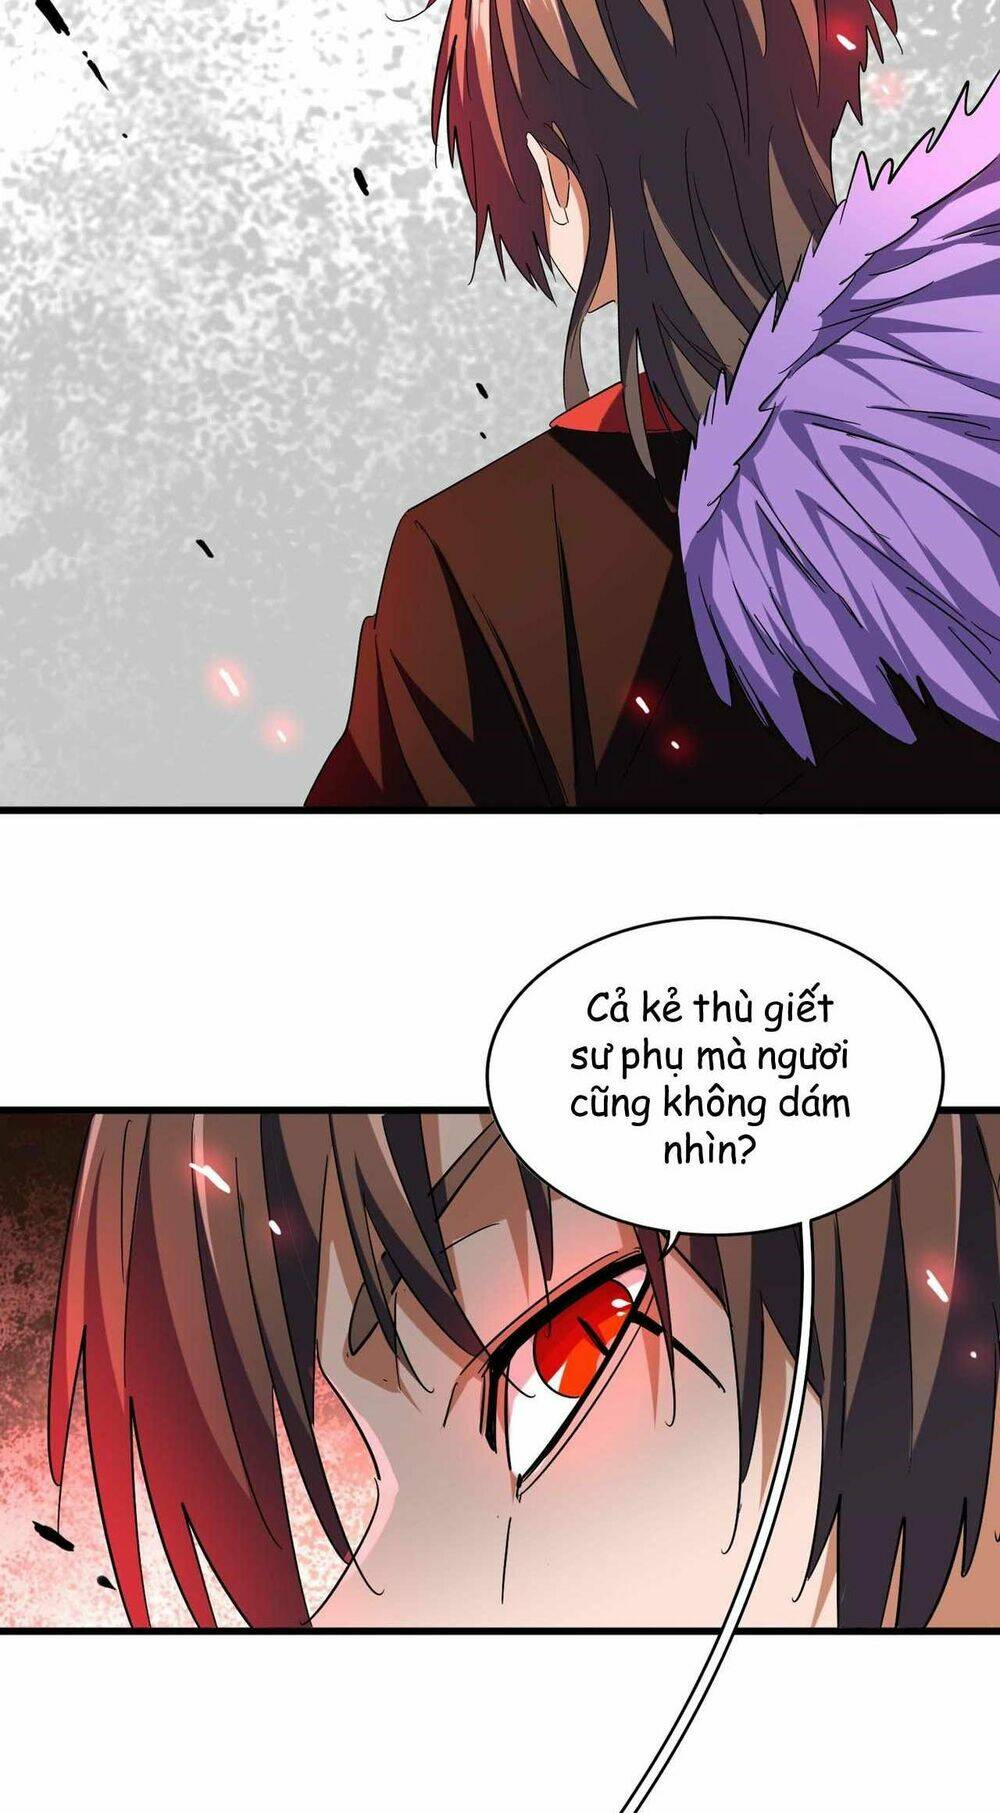 Cả kẻ thù giết
sư phụ mà ngươi
cũng không dám
nhìn?